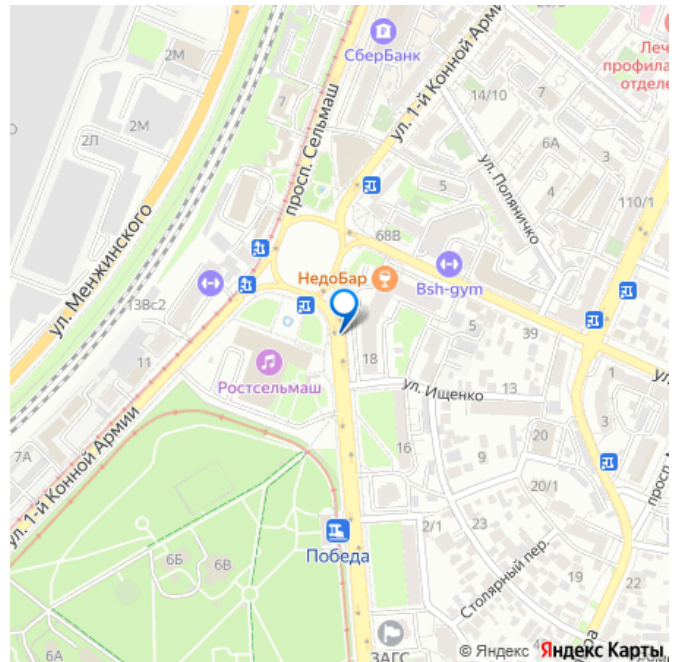 2М
СберБанк
Леч
профила
отделе
ул. 1-й Конной Армии
просп. Сельмаш
7
14/10
7
2М
2Л
6А
3
ул. Поляничко
5
4
110/1
ул. Менжинского
68В
НедоБар
Bsh-gym
13Вс2
5
39
11
18
Ростсельмаш
ул. Ищенко
13
1
3
7А
ул. 1-й Конной Армии
16
9
20
20/1
просп.
Победа
2/1
23
6Б
6В
Столярный пер.
19
22
6А
ЗАГС
4
© Яндекс Яндекс Карты